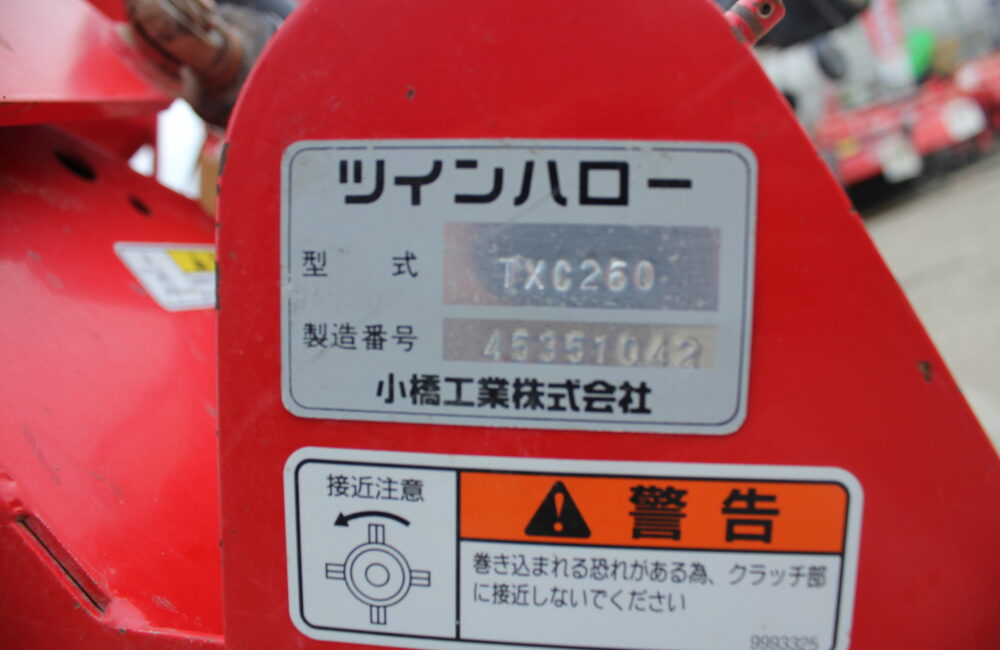 ツインハロー
型 式 TXC260
製造番号 45351042
小橋工業株式会社
接近注意
警告
巻き込まれる恐れがある為、クラッチ部
に接近しないでください
9993325